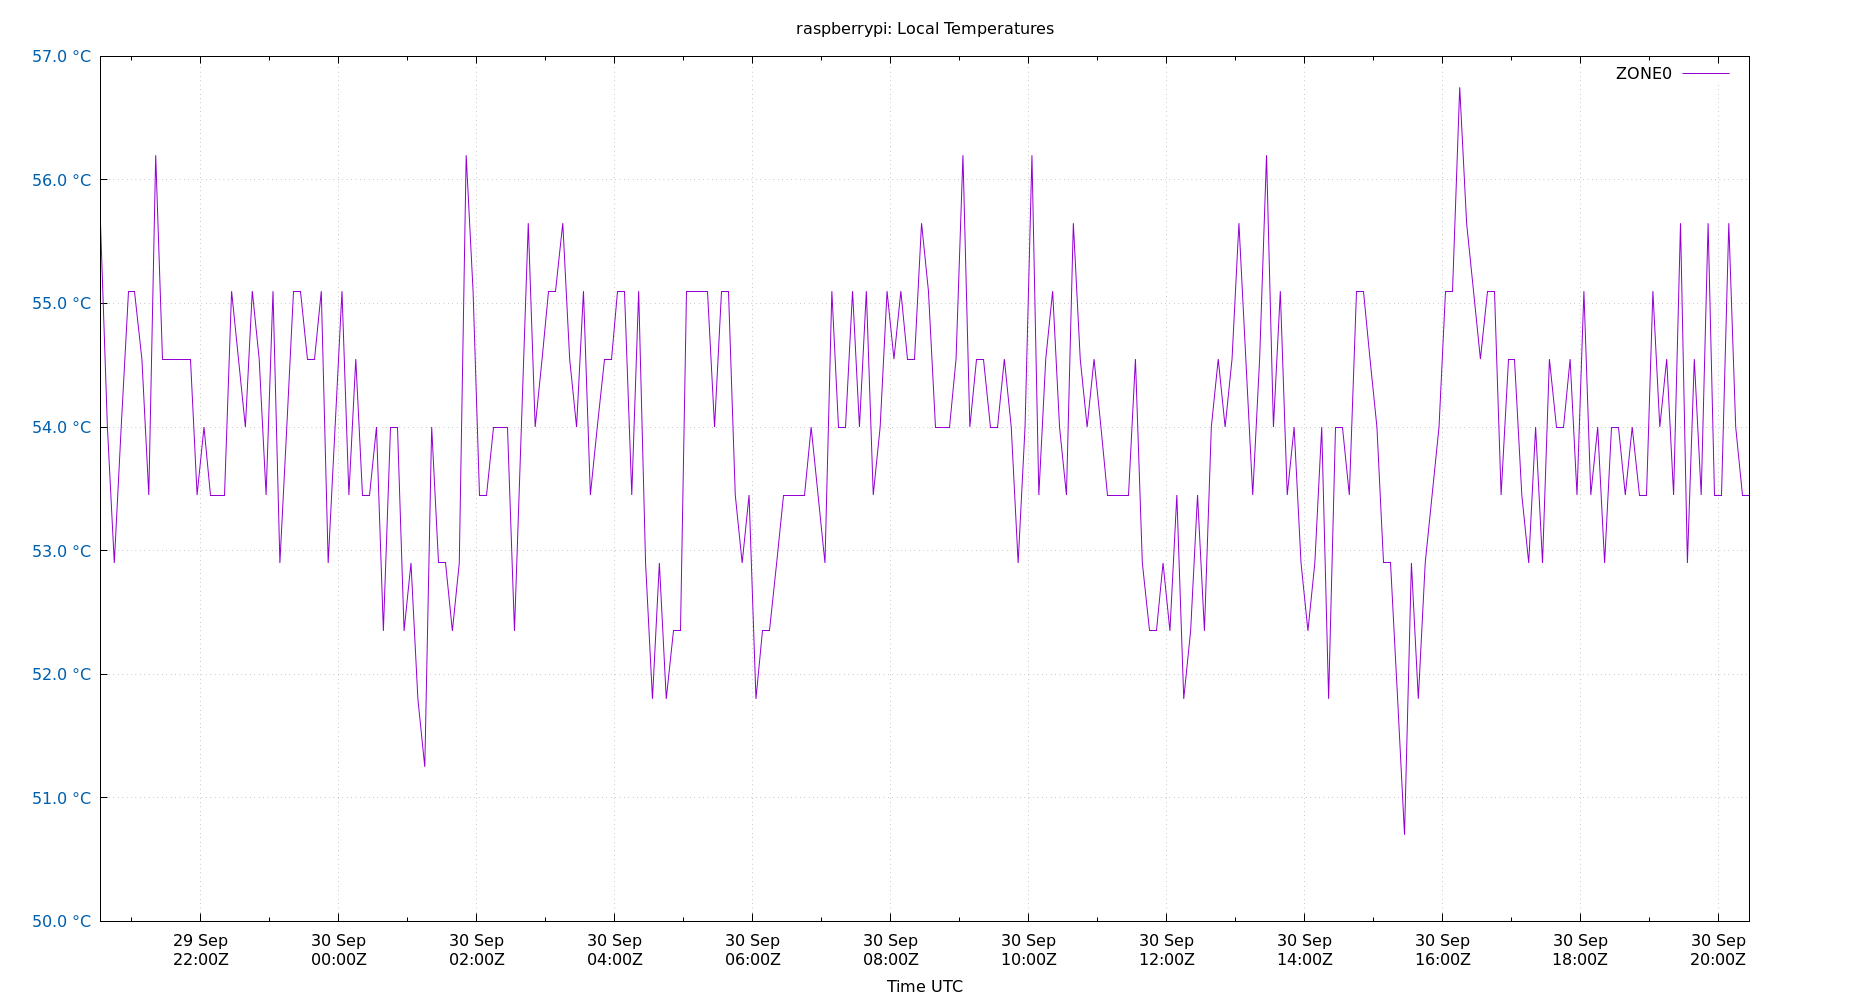 raspberrypi: Local Temperatures
57.0 °C
ZONE0
56.0 °C
55.0 °C
54.0 °C
53.0 °C
52.0 °C
51.0 °C
50.0 °C
29 Sep 30 Sep 30 Sep 30 Sep 30 Sep 30 Sep 30 Sep 30 Sep 30 Sep 30 Sep 30 Sep 30 Sep
22:00Z 00:00Z 02:00Z 04:00Z 06:00Z 08:00Z 10:00Z 12:00Z 14:00Z 16:00Z 18:00Z 20:00Z
Time UTC